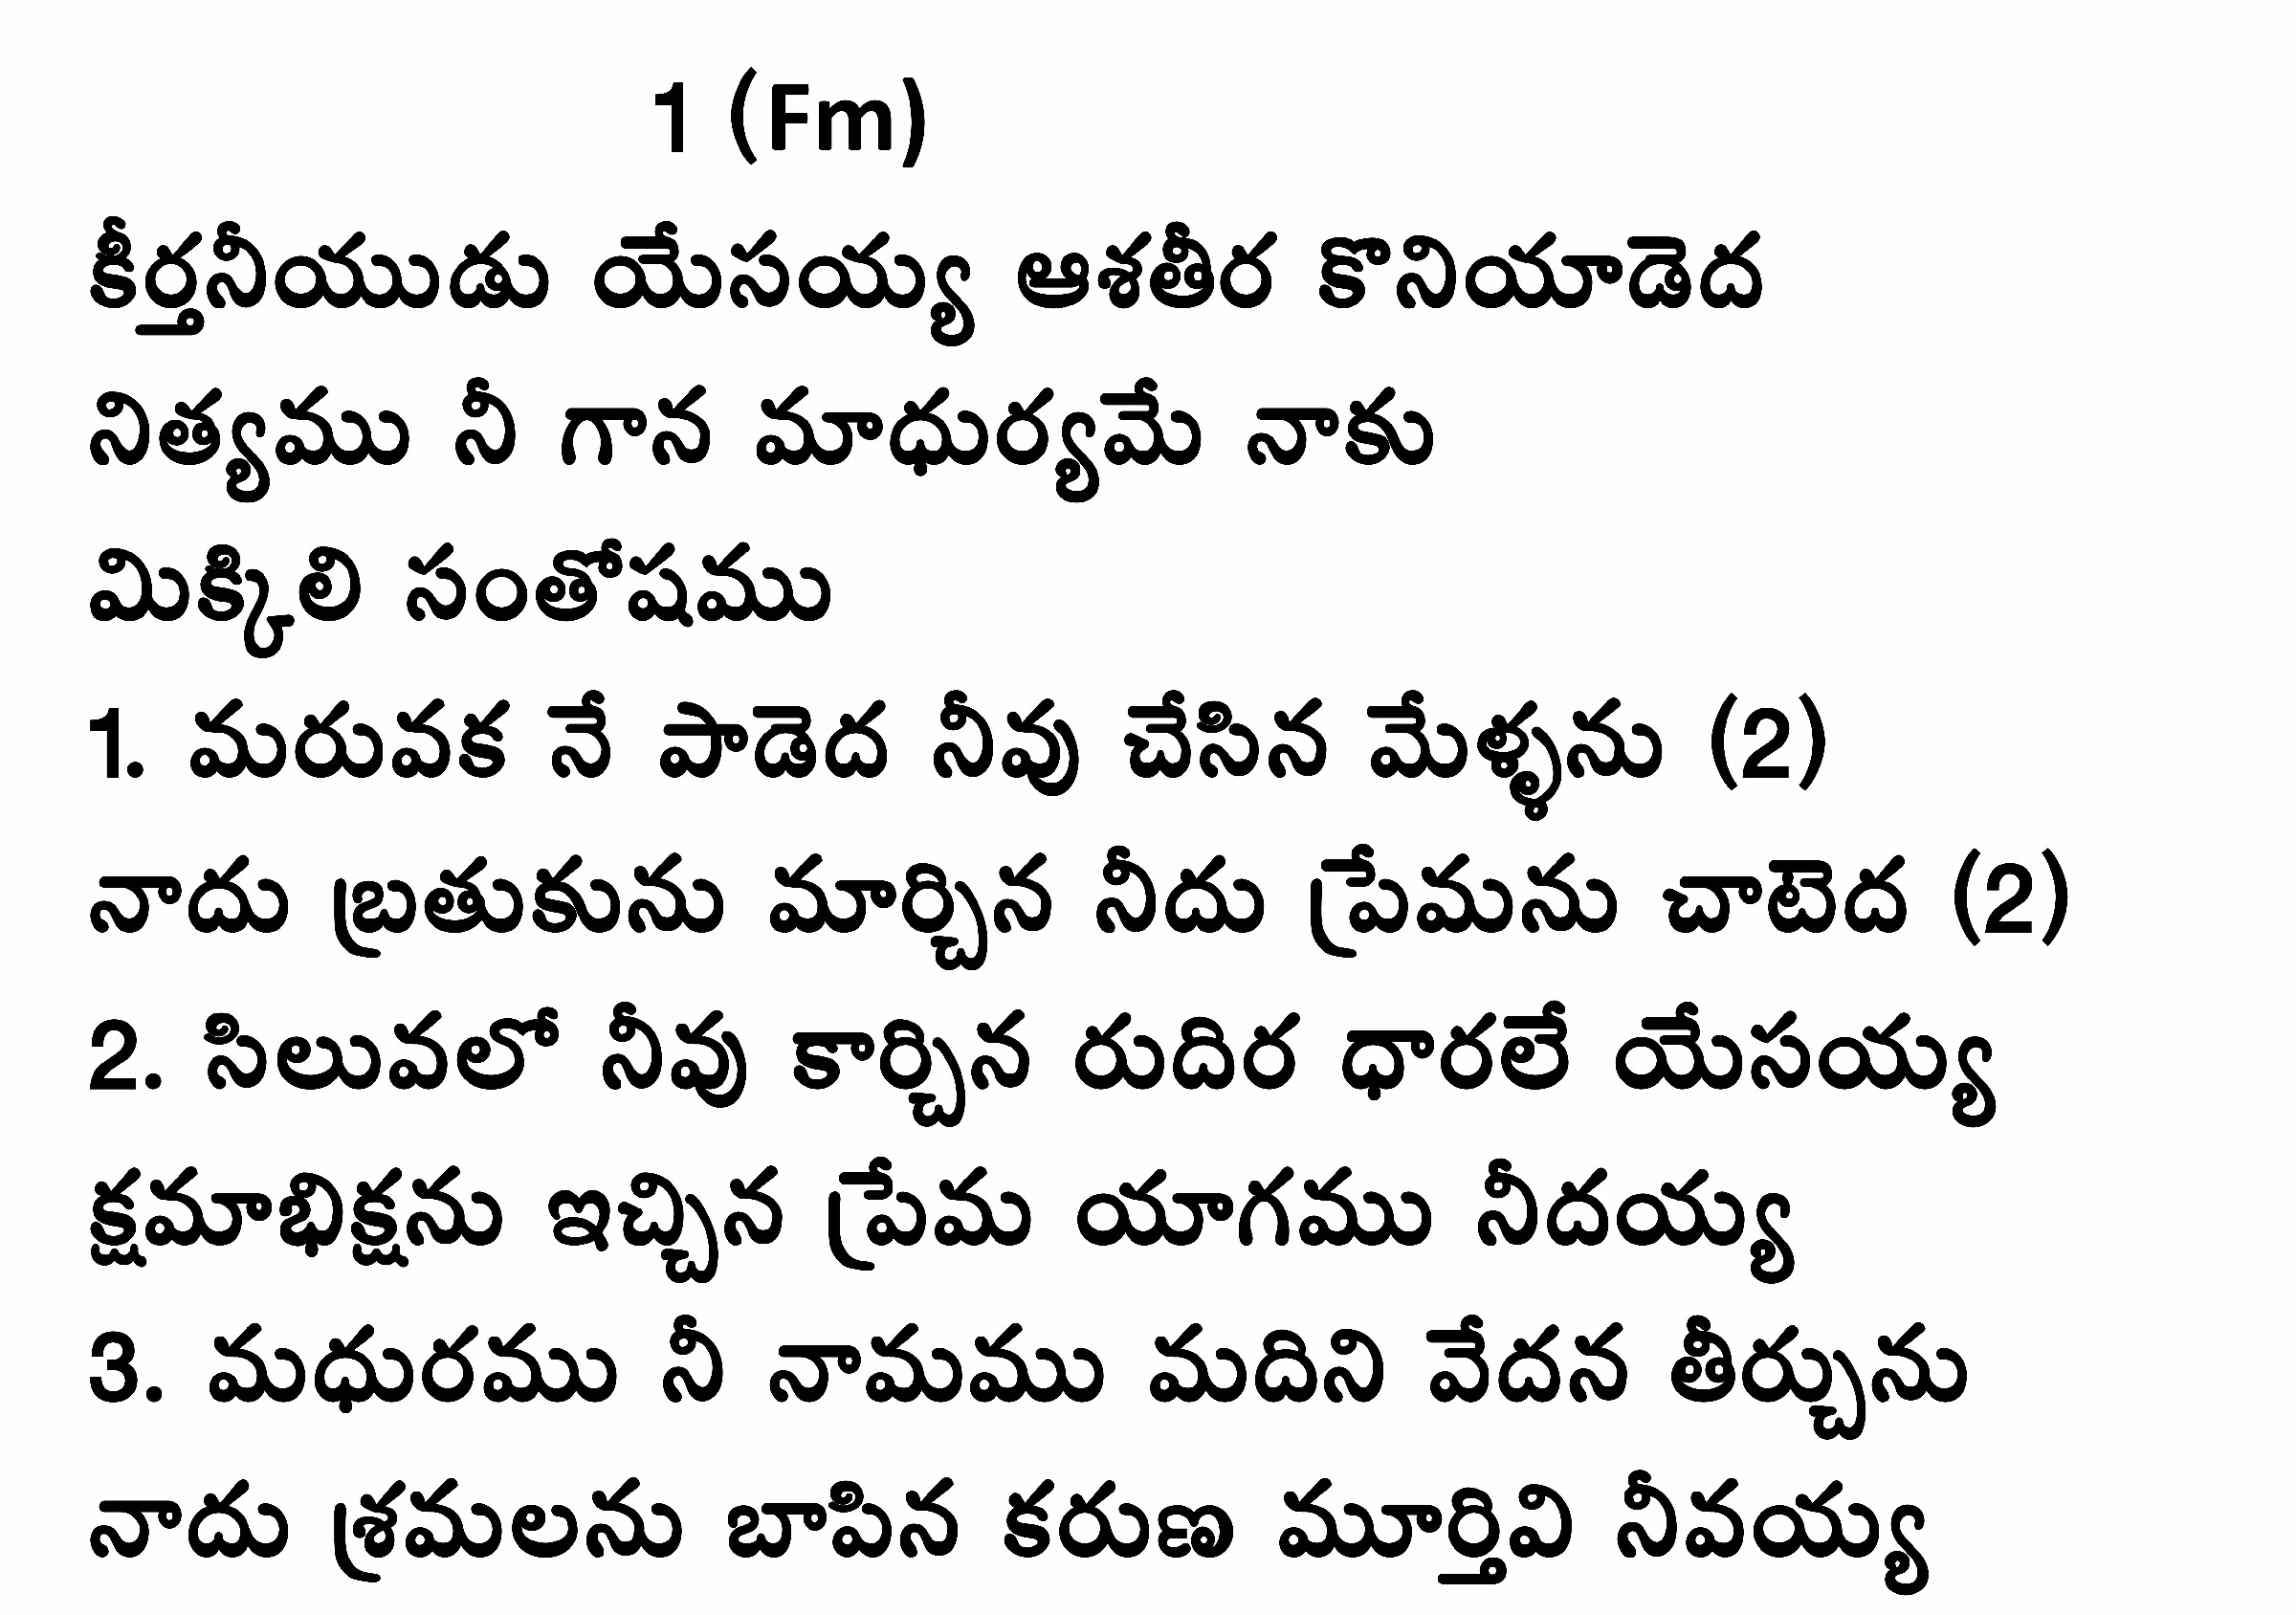 1 (Fm)
కీర్తనీయుడు యేసయ్య ఆశతీర కొనియాడెద
నిత్యము నీ గాన మాధుర్యమే నాకు
మిక్కిలి సంతోషము
1. మరువక నే పాడెద నీవు చేసిన మేళ్ళను (2)
నాదు బ్రతుకును మార్చిన నీదు ప్రేమను చాటెద (2)
2. సిలువలో నీవు కార్చిన రుదిర ధారలే యేసయ్య
క్షమాభిక్షను ఇచ్చిన ప్రేమ యాగము నీదయ్య
3. మధురము నీ నామము మదిని వేదన తీర్చును
నాదు శ్రమలను బాపిన కరుణ మూర్తివి నీవయ్య